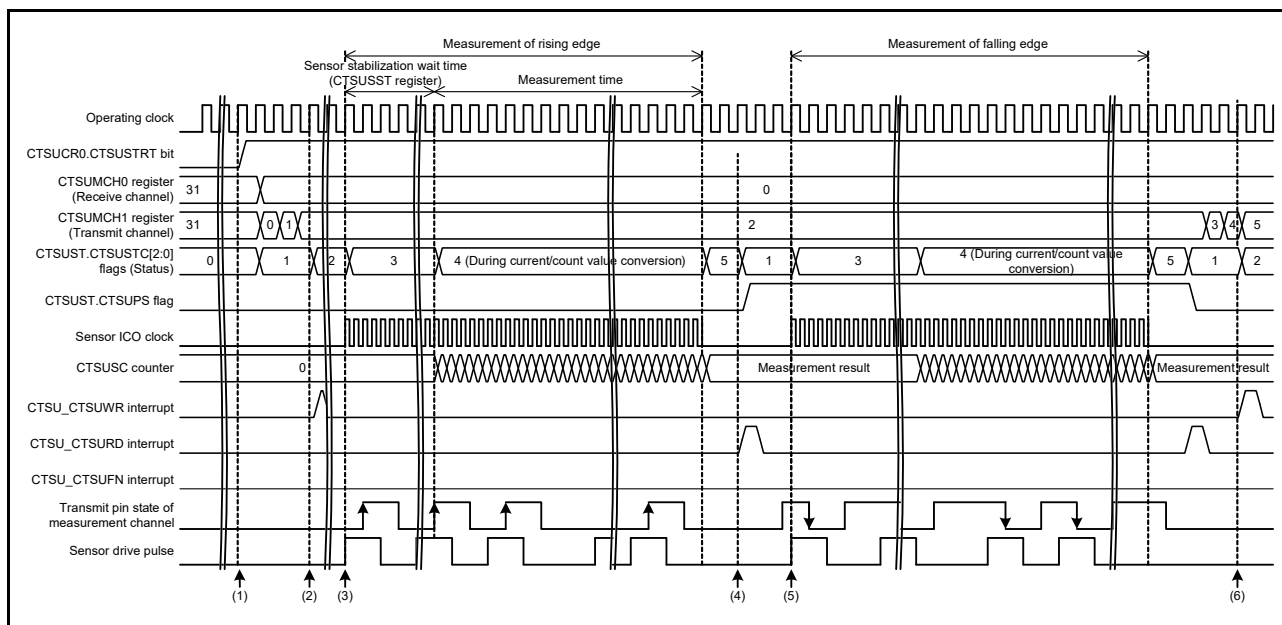 Measurement of rising edge
Measurement of falling edge
Sensor stabilization wait time
(CTSUSST register)
Measurement time
Operating clock
CTSUCR0.CTSUSTRT bit
CTSUMCH0 register
(Receive channel)
31
0
CTSUMCH1 register
(Transmit channel)
31
0
1
2
3
4
5
CTSUST.CTSUSTC[2:0]
flags (Status)
0
1
2
3
4 (During current/count value conversion)
5
1
3
4 (During current/count value
conversion)
5
1
2
CTSUST.CTSUPS flag
Sensor ICO clock
CTSUSC counter
0
Measurement result
Measurement result
CTSU_CTSUWR interrupt
CTSU_CTSURD interrupt
CTSU_CTSUFN interrupt
Transmit pin state of
measurement channel
Sensor drive pulse
(1)
(2)
(3)
(4)
(5)
(6)